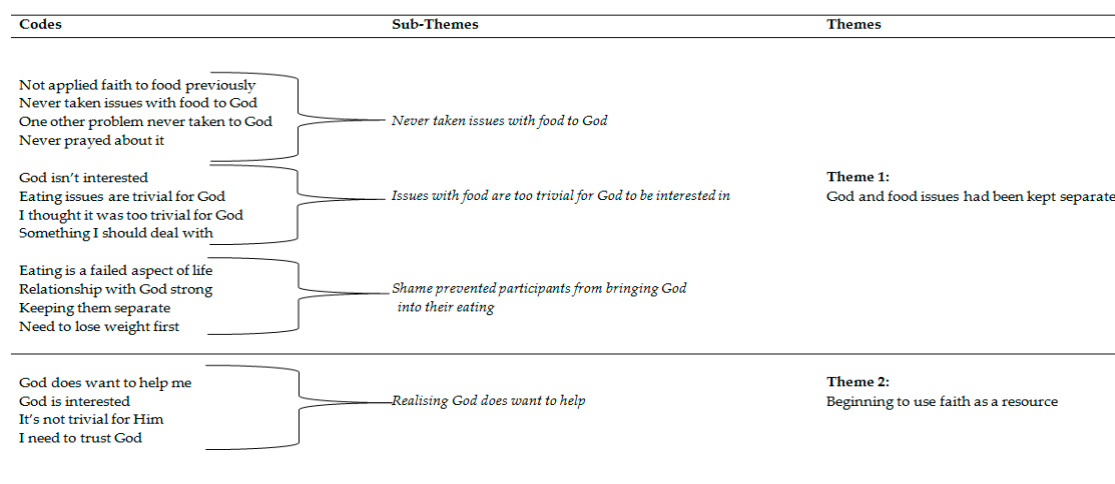 Codes Sub-Themes Themes
Not applied faith to food previously
Never taken issues with food to God
One other problem never taken to God
Never prayed about it
Never taken issues with food to God
God isn't interested
Eating issues are trivial for God
I thought it was too trivial for God
Something I should deal with
Issues with food are too trivial for God to be interested in
Theme 1:
God and food issues had been kept separate
Eating is a failed aspect of life
Relationship with God strong
Keeping them separate
Need to lose weight first
Shame prevented participants from bringing God
into their eating
God does want to help me
God is interested
It's not trivial for Him
I need to trust God
Realising God does want to help
Theme 2:
Beginning to use faith as a resource